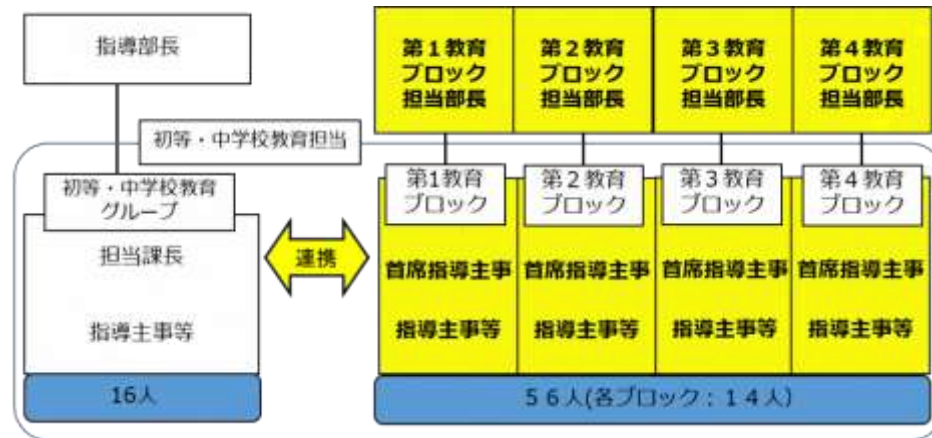 指導部長
第１教育
ブロック
担当部長
第２教育
ブロック
担当部長
第３教育
ブロック
担当部長
第４教育
ブロック
担当部長
初等・中学校教育担当
初等・中学校教育
グループ
担当課長
指導主事等
16人
連携
第1教育
ブロック
首席指導主事
指導主事等
第２教育
ブロック
首席指導主事
指導主事等
第３教育
ブロック
首席指導主事
指導主事等
第４教育
ブロック
首席指導主事
指導主事等
５６人(各ブロック：１４人)